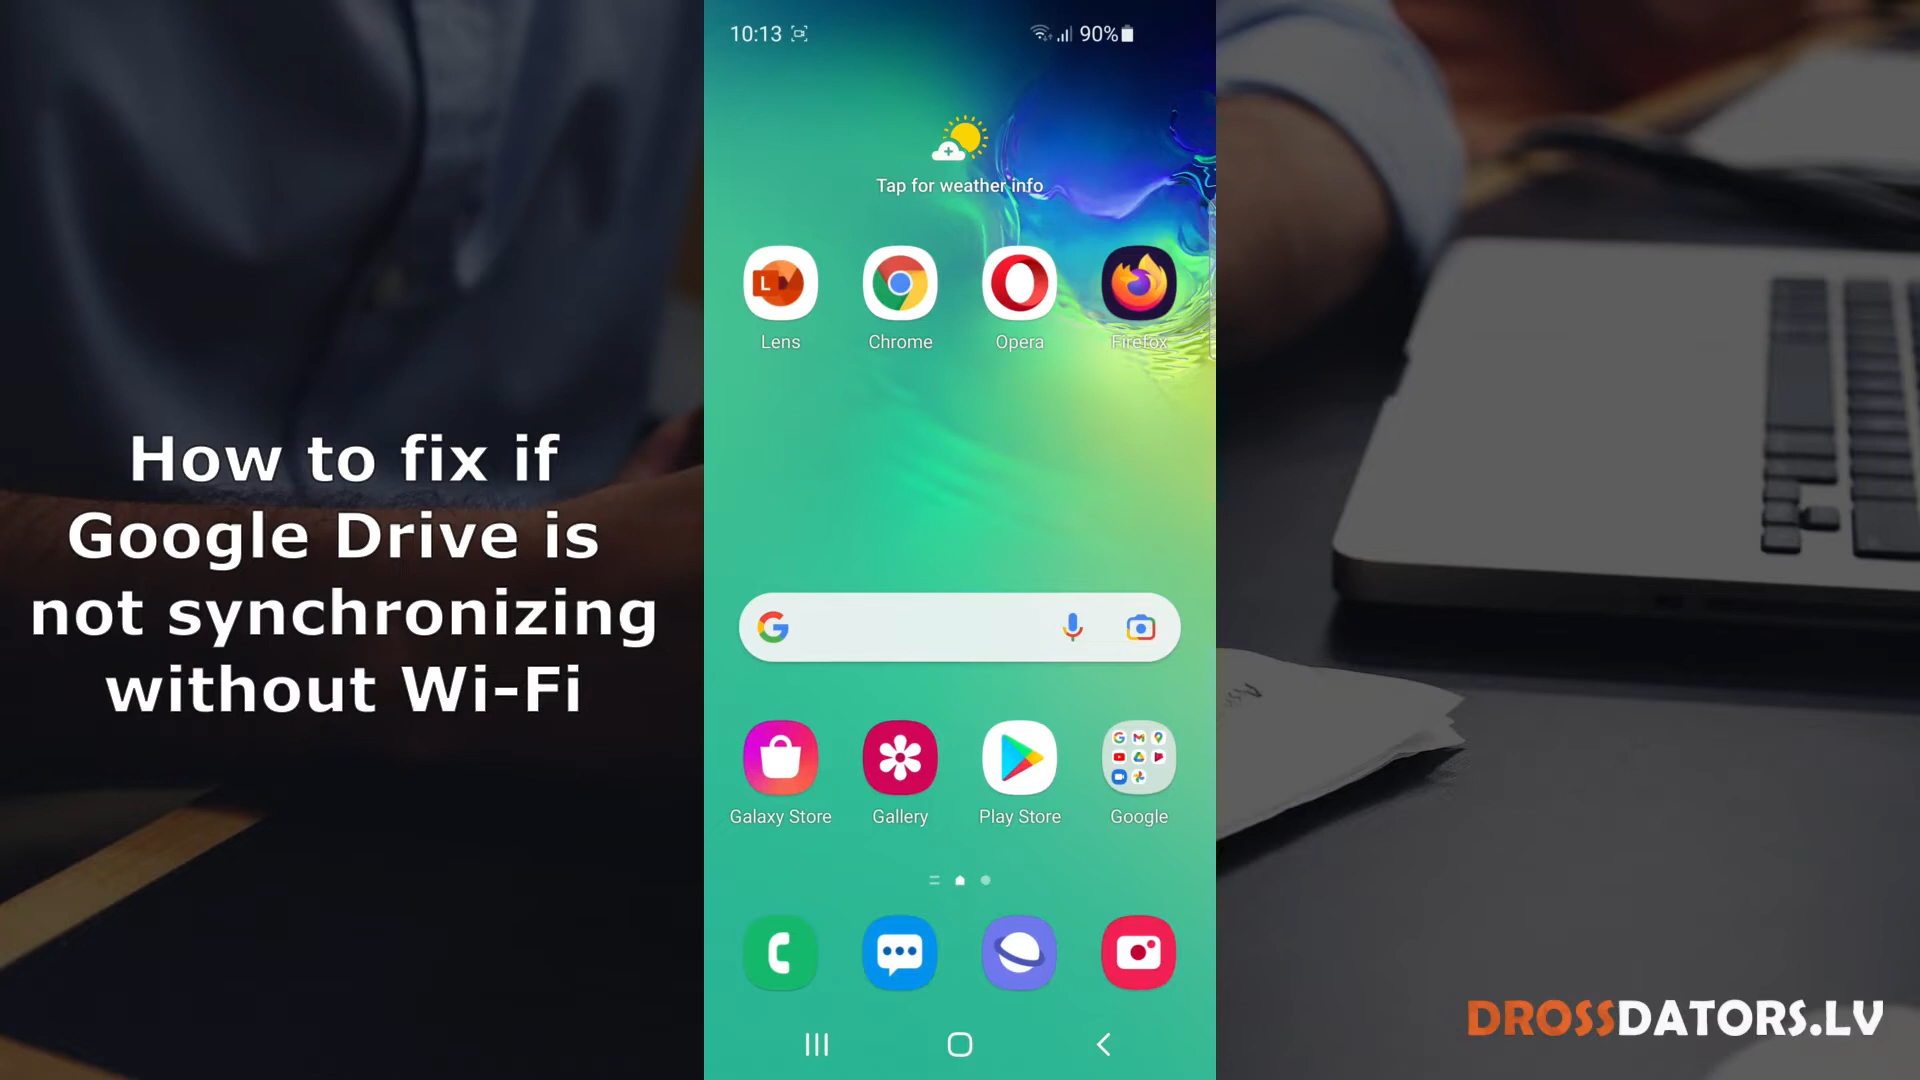 10:13
90%
Tap for weather info
L
Lens
Chrome
Opera
Firefox
How to fix if
Google Drive is
not synchronizing
without Wi-Fi
Galaxy Store
Gallery
Play Store
Google
DROSSDATORS.LV